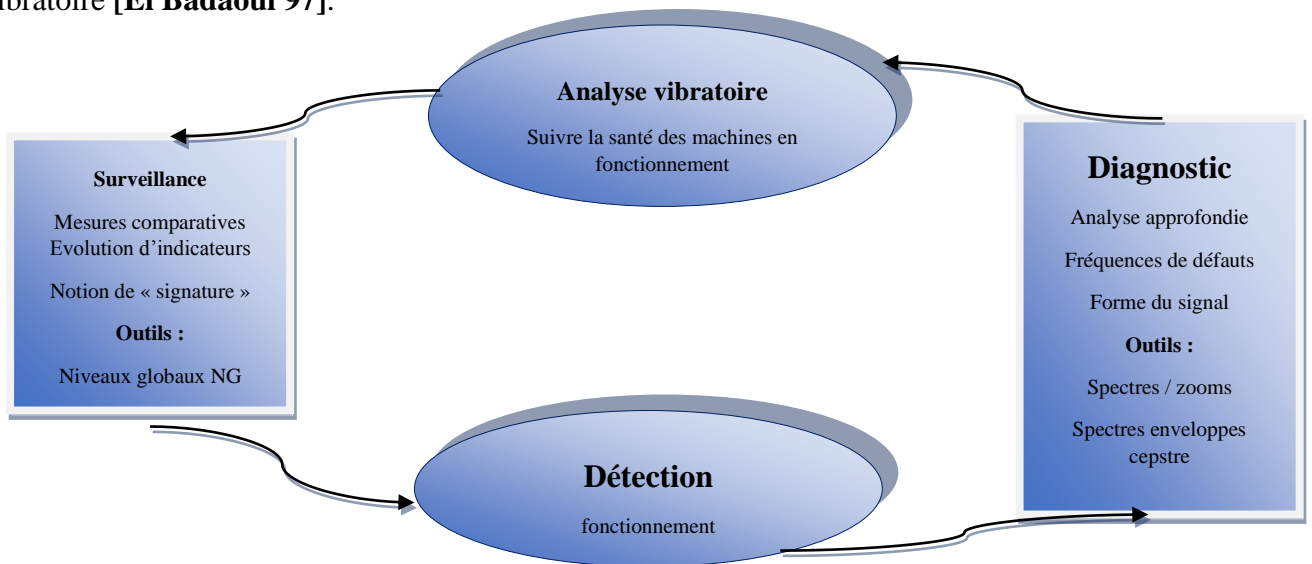 ibratoire [El Badaoui 97].
Analyse vibratoire
Suivre la santé des machines en
fonctionnement
Surveillance
Mesures comparatives
Evolution d’indicateurs
Notion de « signature »
Outils :
Niveaux globaux NG
Diagnostic
Analyse approfondie
Fréquences de défauts
Forme du signal
Outils :
Spectres / zooms
Spectres enveloppes
cepstre
Détection
fonctionnement